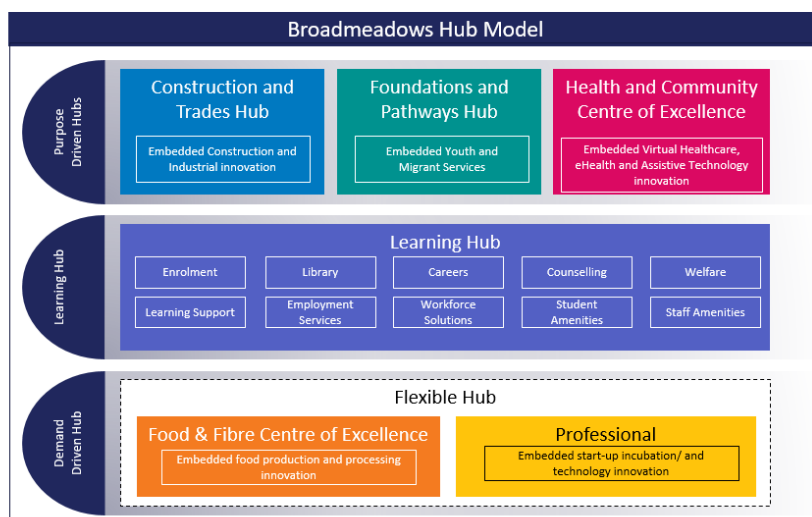 Broadmeadows Hub Model
Purpose
Driven Hubs
Construction and
Trades Hub
Embedded Construction and
Industrial innovation
Foundations and
Pathways Hub
Embedded Youth and
Migrant Services
Health and Community
Centre of Excellence
Embedded Virtual Healthcare,
eHealth and Assistive Technology
innovation
Learning Hub
Learning Hub
Enrolment
Library
Careers
Counselling
Welfare
Learning Support
Employment
Services
Workforce
Solutions
Student
Amenities
Staff Amenities
Demand
Driven Hub
Flexible Hub
Food & Fibre Centre of Excellence
Embedded food production and processing
innovation
Professional
Embedded start-up incubation/ and
technology innovation